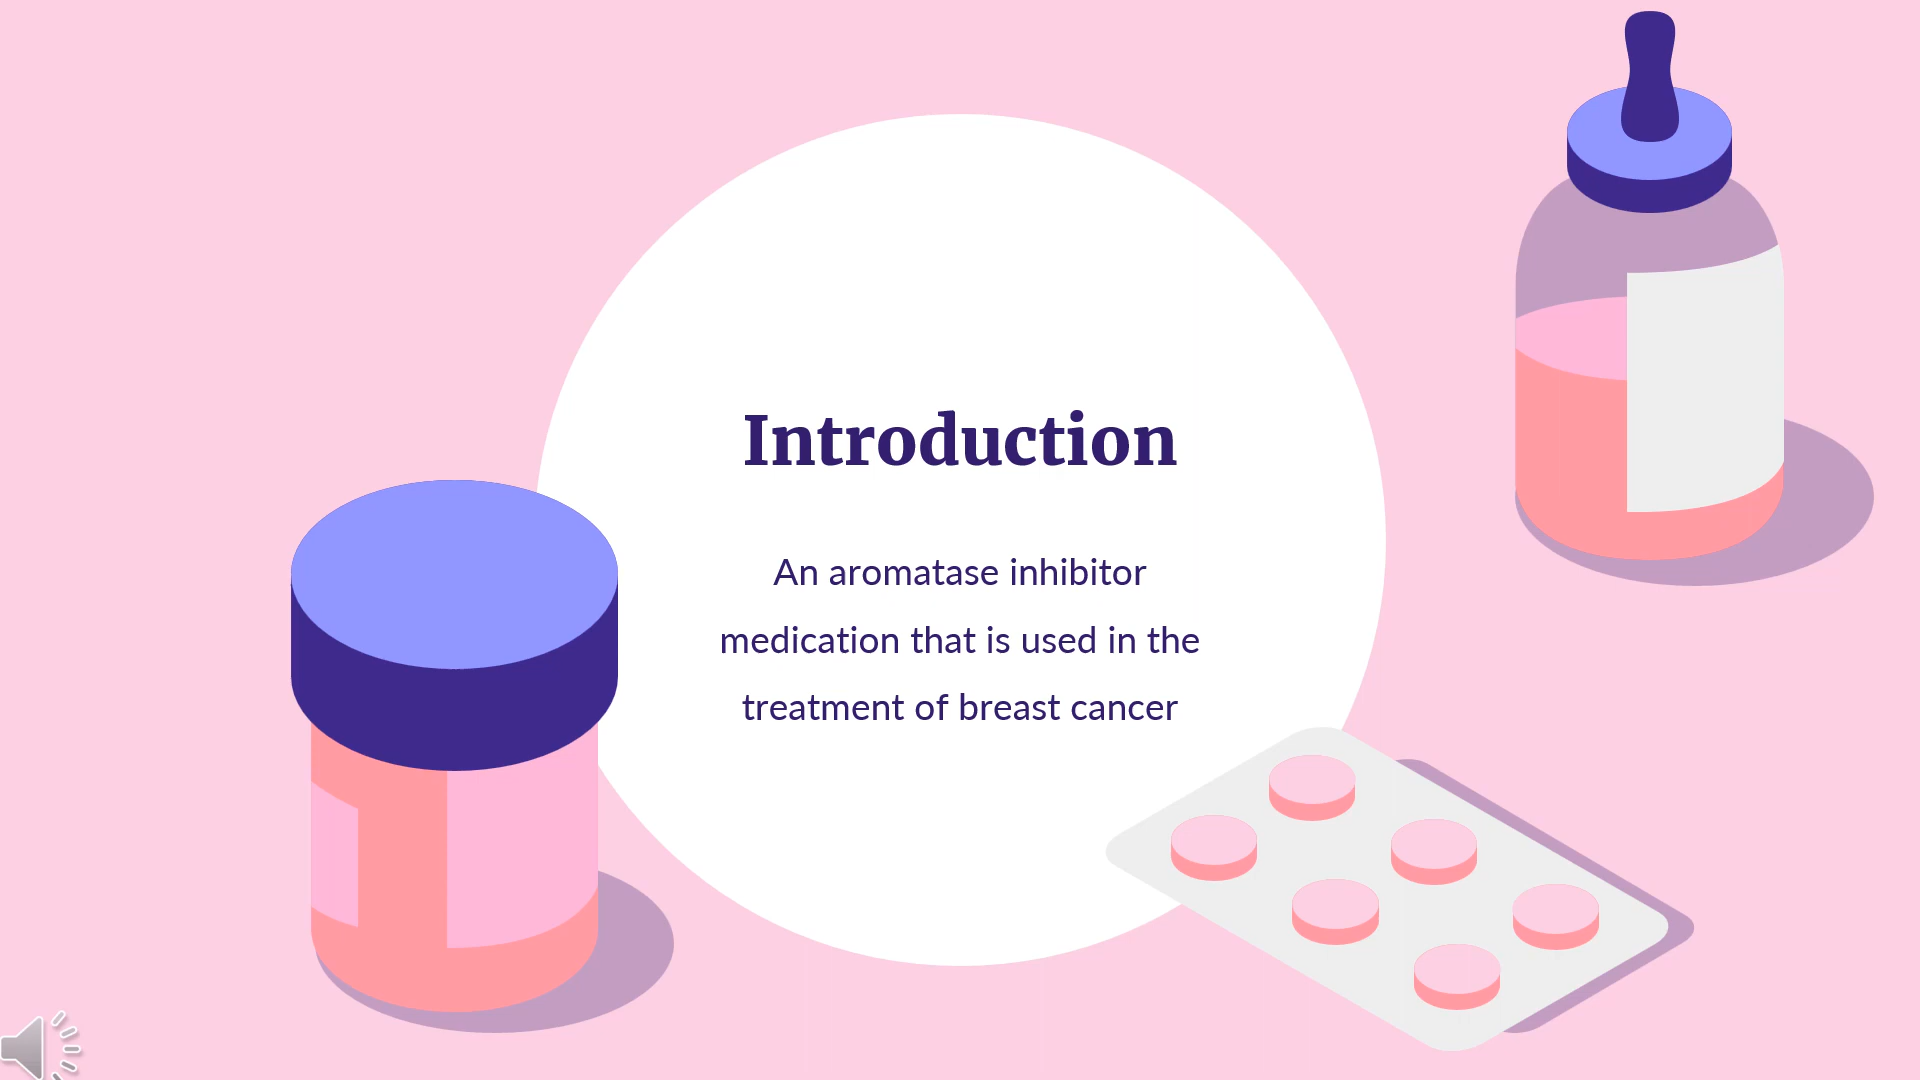 Introduction
An aromatase inhibitor
medication that is used in the
treatment of breast cancer